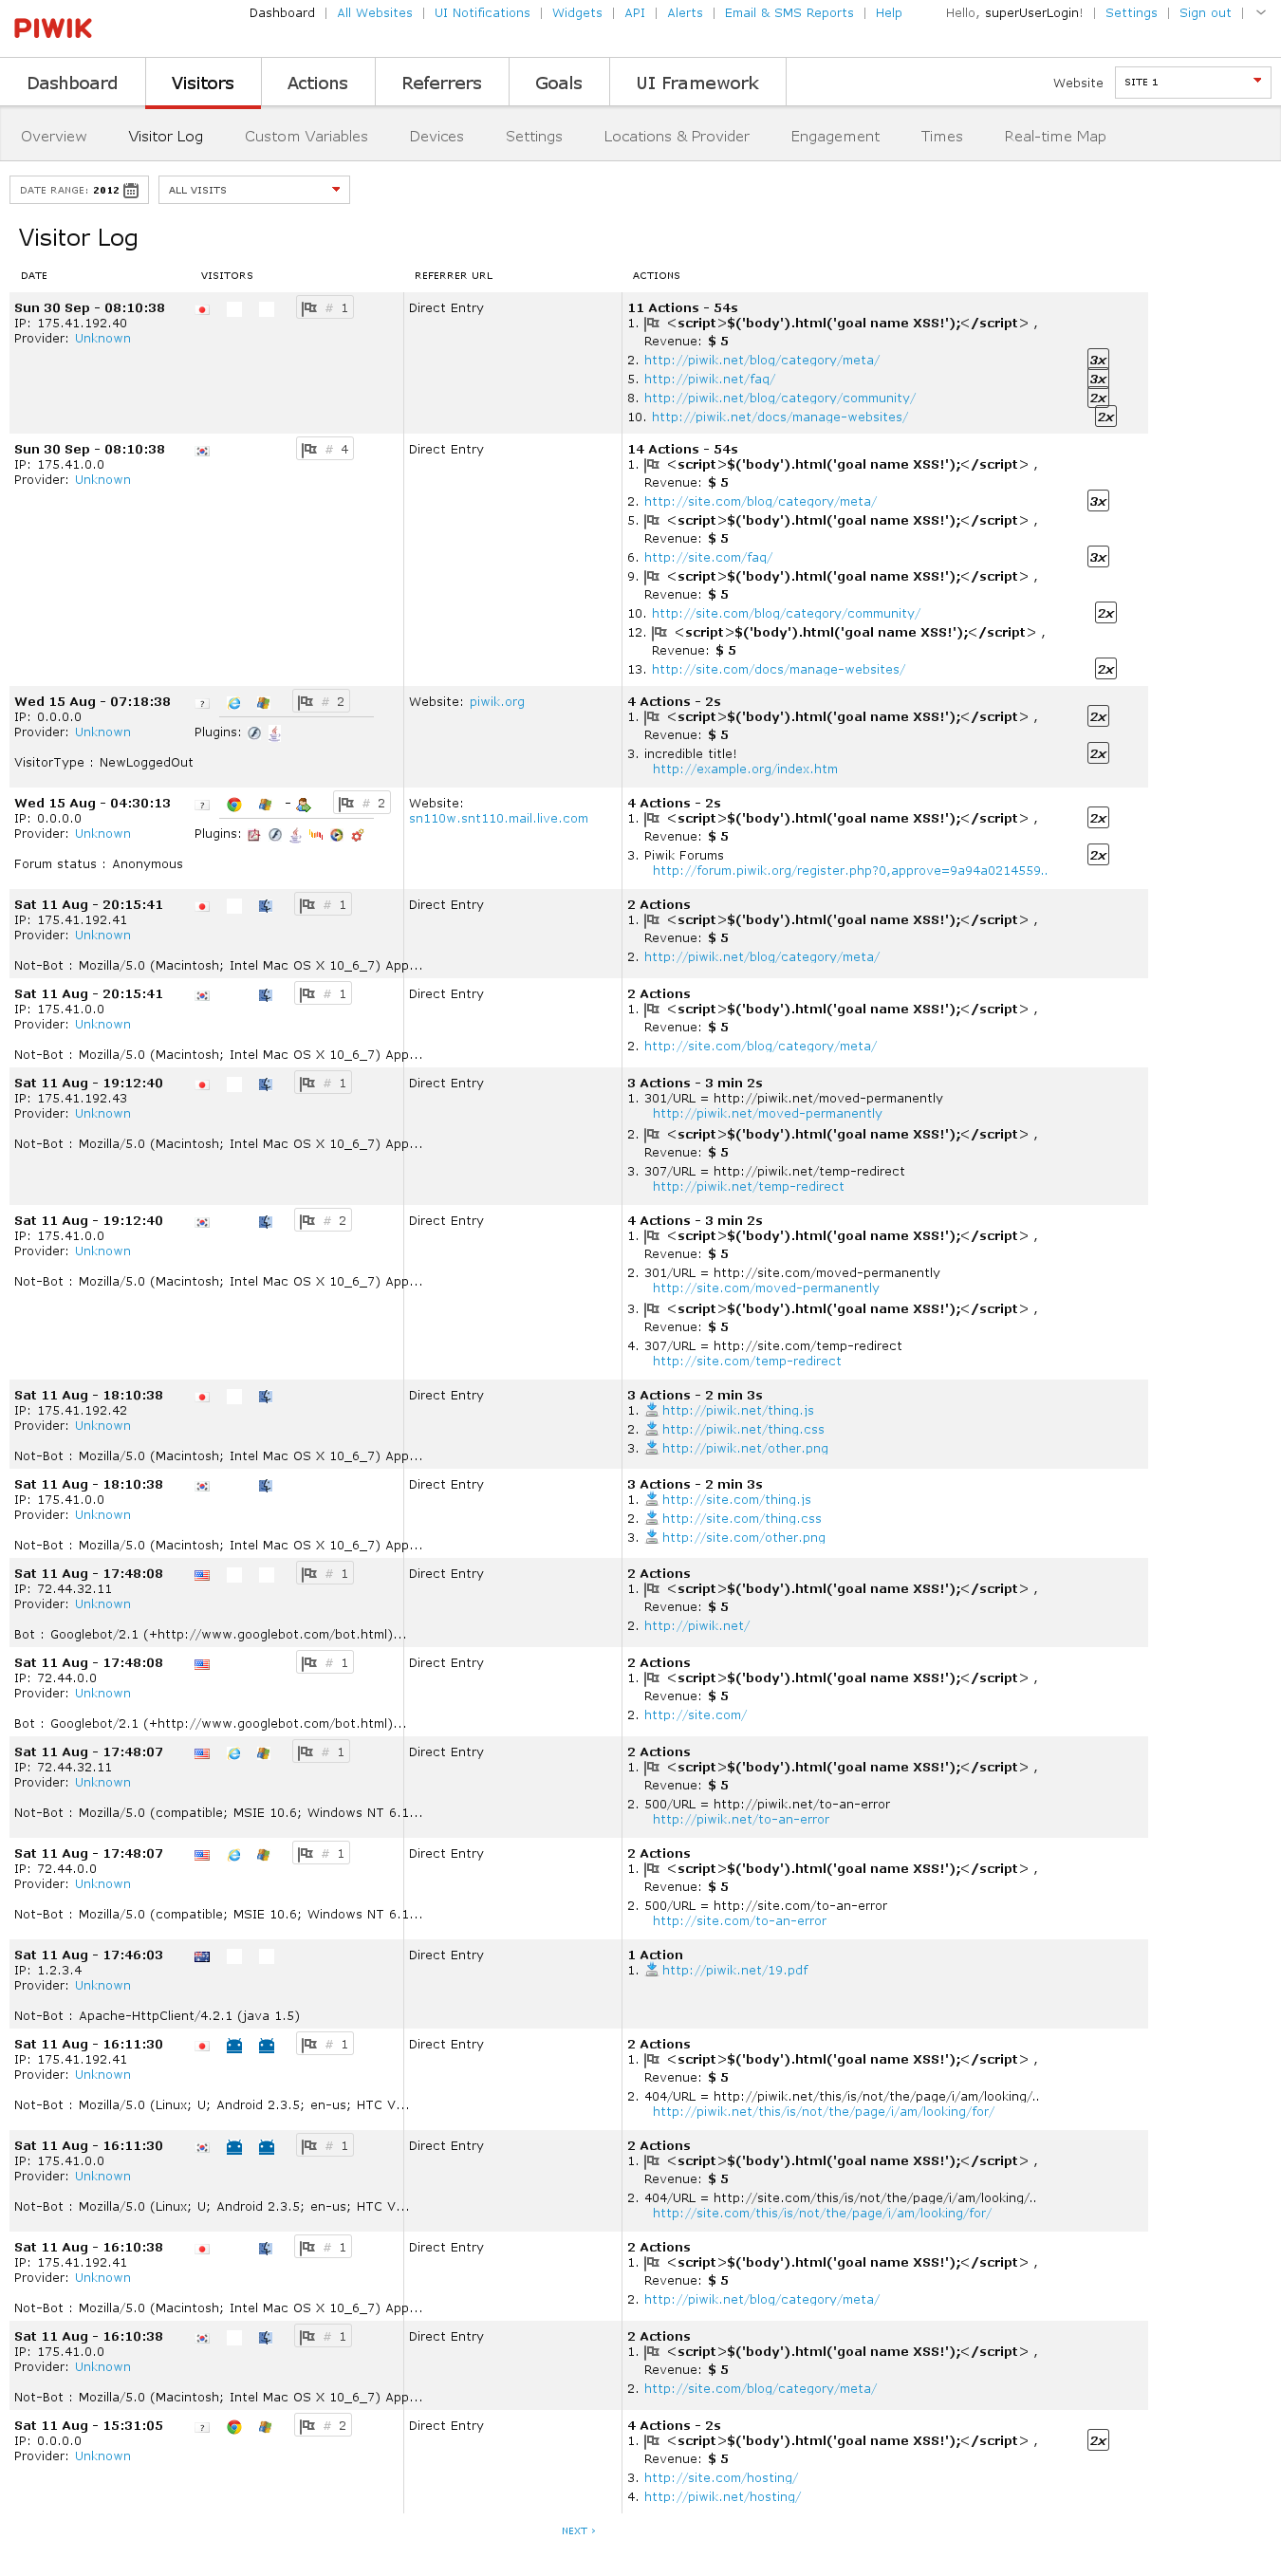 PIWIK
Dashboard | All Websites | UI Notifications | Widgets | API | Alerts | Email & SMS Reports | Help Hello, superUserLogin! | Settings | Sign out |
Dashboard Visitors Actions Referrers Goals UI Framework Website SITE 1
Overview Visitor Log Custom Variables Devices Settings Locations & Provider Engagement Times Real-time Map
DATE RANGE: 2012 ALL VISITS
Visitor Log
DATE VISITORS REFERRER URL ACTIONS
Sun 30 Sep - 08:10:38 # 1 Direct Entry 11 Actions - 54s
IP: 175.41.192.40 1. <script>$('body').html('goal name XSS!');</script> ,
Provider: Unknown Revenue: $ 5
2. http://piwik.net/blog/category/meta/ 3x
5. http://piwik.net/faq/ 3x
8. http://piwik.net/blog/category/community/ 2x
10. http://piwik.net/docs/manage-websites/ 2x
Sun 30 Sep - 08:10:38 # 4 Direct Entry 14 Actions - 54s
IP: 175.41.0.0 1. <script>$('body').html('goal name XSS!');</script> ,
Provider: Unknown Revenue: $ 5
2. http://site.com/blog/category/meta/ 3x
5. <script>$('body').html('goal name XSS!');</script> ,
Revenue: $ 5
6. http://site.com/faq/ 3x
9. <script>$('body').html('goal name XSS!');</script> ,
Revenue: $ 5
10. http://site.com/blog/category/community/ 2x
12. <script>$('body').html('goal name XSS!');</script> ,
Revenue: $ 5
13. http://site.com/docs/manage-websites/ 2x
Wed 15 Aug - 07:18:38 ? # 2 Website: piwik.org 4 Actions - 2s
IP: 0.0.0.0 1. <script>$('body').html('goal name XSS!');</script> , 2x
Provider: Unknown Plugins: Revenue: $ 5
3. incredible title! 2x
VisitorType : NewLoggedOut http://example.org/index.htm
Wed 15 Aug - 04:30:13 ? - # 2 Website: 4 Actions - 2s
IP: 0.0.0.0 sn110w.snt110.mail.live.com 1. <script>$('body').html('goal name XSS!');</script> , 2x
Provider: Unknown Plugins: Revenue: $ 5
3. Piwik Forums 2x
Forum status : Anonymous http://forum.piwik.org/register.php?0,approve=9a94a0214559..
Sat 11 Aug - 20:15:41 # 1 Direct Entry 2 Actions
IP: 175.41.192.41 1. <script>$('body').html('goal name XSS!');</script> ,
Provider: Unknown Revenue: $ 5
2. http://piwik.net/blog/category/meta/
Not-Bot : Mozilla/5.0 (Macintosh; Intel Mac OS X 10_6_7) App...
Sat 11 Aug - 20:15:41 # 1 Direct Entry 2 Actions
IP: 175.41.0.0 1. <script>$('body').html('goal name XSS!');</script> ,
Provider: Unknown Revenue: $ 5
2. http://site.com/blog/category/meta/
Not-Bot : Mozilla/5.0 (Macintosh; Intel Mac OS X 10_6_7) App...
Sat 11 Aug - 19:12:40 # 1 Direct Entry 3 Actions - 3 min 2s
IP: 175.41.192.43 1. 301/URL = http://piwik.net/moved-permanently
Provider: Unknown http://piwik.net/moved-permanently
2. <script>$('body').html('goal name XSS!');</script> ,
Not-Bot : Mozilla/5.0 (Macintosh; Intel Mac OS X 10_6_7) App...
Revenue: $ 5
3. 307/URL = http://piwik.net/temp-redirect
http://piwik.net/temp-redirect
Sat 11 Aug - 19:12:40 # 2 Direct Entry 4 Actions - 3 min 2s
IP: 175.41.0.0 1. <script>$('body').html('goal name XSS!');</script> ,
Provider: Unknown Revenue: $ 5
2. 301/URL = http://site.com/moved-permanently
Not-Bot : Mozilla/5.0 (Macintosh; Intel Mac OS X 10_6_7) App...
http://site.com/moved-permanently
3. <script>$('body').html('goal name XSS!');</script> ,
Revenue: $ 5
4. 307/URL = http://site.com/temp-redirect
http://site.com/temp-redirect
Sat 11 Aug - 18:10:38 Direct Entry 3 Actions - 2 min 3s
IP: 175.41.192.42 1. http://piwik.net/thing.js
Provider: Unknown 2. http://piwik.net/thing.css
3. http://piwik.net/other.png
Not-Bot : Mozilla/5.0 (Macintosh; Intel Mac OS X 10_6_7) App...
Sat 11 Aug - 18:10:38 Direct Entry 3 Actions - 2 min 3s
IP: 175.41.0.0 1. http://site.com/thing.js
Provider: Unknown 2. http://site.com/thing.css
3. http://site.com/other.png
Not-Bot : Mozilla/5.0 (Macintosh; Intel Mac OS X 10_6_7) App...
Sat 11 Aug - 17:48:08 # 1 Direct Entry 2 Actions
IP: 72.44.32.11 1. <script>$('body').html('goal name XSS!');</script> ,
Provider: Unknown Revenue: $ 5
2. http://piwik.net/
Bot : Googlebot/2.1 (+http://www.googlebot.com/bot.html)...
Sat 11 Aug - 17:48:08 # 1 Direct Entry 2 Actions
IP: 72.44.0.0 1. <script>$('body').html('goal name XSS!');</script> ,
Provider: Unknown Revenue: $ 5
2. http://site.com/
Bot : Googlebot/2.1 (+http://www.googlebot.com/bot.html)...
Sat 11 Aug - 17:48:07 # 1 Direct Entry 2 Actions
IP: 72.44.32.11 1. <script>$('body').html('goal name XSS!');</script> ,
Provider: Unknown Revenue: $ 5
2. 500/URL = http://piwik.net/to-an-error
Not-Bot : Mozilla/5.0 (compatible; MSIE 10.6; Windows NT 6.1... http://piwik.net/to-an-error
Sat 11 Aug - 17:48:07 # 1 Direct Entry 2 Actions
IP: 72.44.0.0 1. <script>$('body').html('goal name XSS!');</script> ,
Provider: Unknown Revenue: $ 5
2. 500/URL = http://site.com/to-an-error
Not-Bot : Mozilla/5.0 (compatible; MSIE 10.6; Windows NT 6.1... http://site.com/to-an-error
Sat 11 Aug - 17:46:03 Direct Entry 1 Action
IP: 1.2.3.4 1. http://piwik.net/19.pdf
Provider: Unknown
Not-Bot : Apache-HttpClient/4.2.1 (java 1.5)
Sat 11 Aug - 16:11:30 # 1 Direct Entry 2 Actions
IP: 175.41.192.41 1. <script>$('body').html('goal name XSS!');</script> ,
Provider: Unknown Revenue: $ 5
2. 404/URL = http://piwik.net/this/is/not/the/page/i/am/looking/..
Not-Bot : Mozilla/5.0 (Linux; U; Android 2.3.5; en-us; HTC V... http://piwik.net/this/is/not/the/page/i/am/looking/for/
Sat 11 Aug - 16:11:30 # 1 Direct Entry 2 Actions
IP: 175.41.0.0 1. <script>$('body').html('goal name XSS!');</script> ,
Provider: Unknown Revenue: $ 5
2. 404/URL = http://site.com/this/is/not/the/page/i/am/looking/..
Not-Bot : Mozilla/5.0 (Linux; U; Android 2.3.5; en-us; HTC V... http://site.com/this/is/not/the/page/i/am/looking/for/
Sat 11 Aug - 16:10:38 # 1 Direct Entry 2 Actions
IP: 175.41.192.41 1. <script>$('body').html('goal name XSS!');</script> ,
Provider: Unknown Revenue: $ 5
2. http://piwik.net/blog/category/meta/
Not-Bot : Mozilla/5.0 (Macintosh; Intel Mac OS X 10_6_7) App...
Sat 11 Aug - 16:10:38 # 1 Direct Entry 2 Actions
IP: 175.41.0.0 1. <script>$('body').html('goal name XSS!');</script> ,
Provider: Unknown Revenue: $ 5
2. http://site.com/blog/category/meta/
Not-Bot : Mozilla/5.0 (Macintosh; Intel Mac OS X 10_6_7) App...
Sat 11 Aug - 15:31:05 ? # 2 Direct Entry 4 Actions - 2s
IP: 0.0.0.0 1. <script>$('body').html('goal name XSS!');</script> , 2x
Provider: Unknown Revenue: $ 5
3. http://site.com/hosting/
4. http://piwik.net/hosting/
NEXT ›